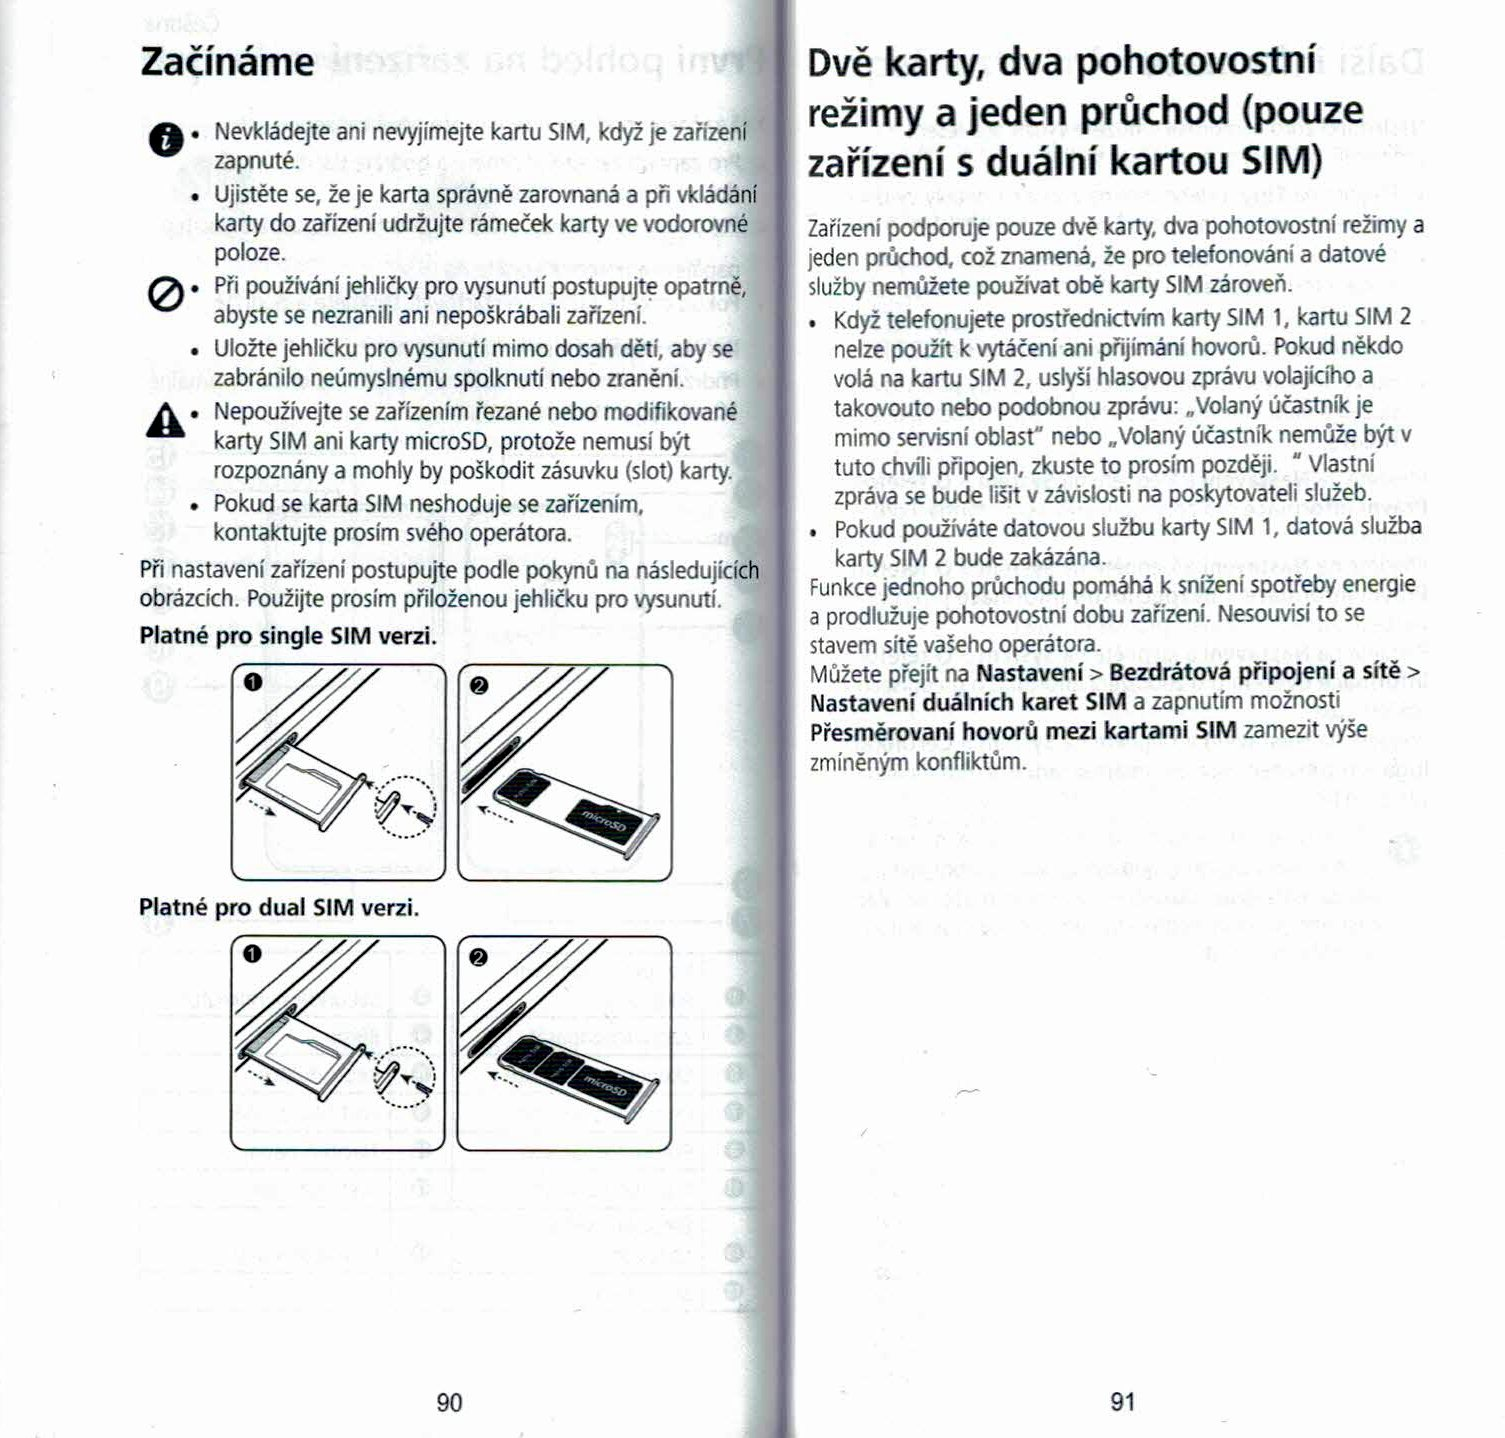 Začínáme
• Nevkládejte ani nevyjímejte kartu SIM, když je zařízení
zapnuté.
• Ujistěte se, že je karta správně zarovnaná a při vkládání
karty do zařízení udržujte rámeček karty ve vodorovné
poloze.
• Při používání jehličky pro vysunutí postupujte opatrně,
abyste se nezranili ani nepoškrábali zařízení.
• Uložte jehličku pro vysunutí mimo dosah dětí, aby se
zabránilo neúmyslnému spolknutí nebo zranění.
• Nepoužívejte se zařízením řezané nebo modifikované
karty SIM ani karty microSD, protože nemusí být
rozpoznány a mohly by poškodit zásuvku (slot) karty.
• Pokud se karta SIM neshoduje se zařízením,
kontaktujte prosím svého operátora.
Při nastavení zařízení postupujte podle pokynů na následujících
obrázcích. Použijte prosím přiloženou jehličku pro vysunutí.
Platné pro single SIM verzi.
1
2
microSD
Platné pro dual SIM verzi.
1
2
microSD
90
Dvě karty, dva pohotovostní
režimy a jeden průchod (pouze
zařízení s duální kartou SIM)
Zařízení podporuje pouze dvě karty, dva pohotovostní režimy a
jeden průchod, což znamená, že pro telefonování a datové
služby nemůžete používat obě karty SIM zároveň.
• Když telefonujete prostřednictvím karty SIM 1, kartu SIM 2
nelze použít k vytáčení ani přijímání hovorů. Pokud někdo
volá na kartu SIM 2, uslyší hlasovou zprávu volajícího a
takovouto nebo podobnou zprávu: „Volaný účastník je
mimo servisní oblast“ nebo „Volaný účastník nemůže být v
tuto chvíli připojen, zkuste to prosím později. “ Vlastní
zpráva se bude lišit v závislosti na poskytovateli služeb.
• Pokud používáte datovou službu karty SIM 1, datová služba
karty SIM 2 bude zakázána.
Funkce jednoho průchodu pomáhá k snížení spotřeby energie
a prodlužuje pohotovostní dobu zařízení. Nesouvisí to se
stavem sítě vašeho operátora.
Můžete přejít na Nastavení > Bezdrátová připojení a sítě >
Nastavení duálních karet SIM a zapnutím možnosti
Přesměrovaní hovorů mezi kartami SIM zamezit výše
zmíněným konfliktům.
91